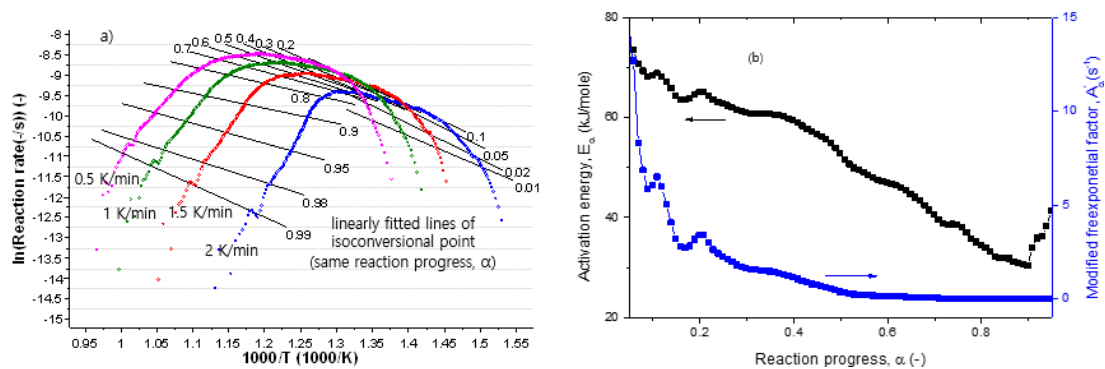 a)
ln(Reaction rate(-/s)) (-)
-8
-8.5
-9
-9.5
-10
-10.5
-11
-11.5
-12
-12.5
-13
-13.5
-14
-14.5
-15
0.7
0.6
0.5
0.4
0.3
0.2
0.8
0.9
0.95
0.98
0.99
0.1
0.05
0.02
0.01
0.5 K/min
1 K/min
1.5 K/min
2 K/min
linearly fitted lines of
isoconversional point
(same reaction progress, α)
0.95 1 1.05 1.1 1.15 1.2 1.25 1.3 1.35 1.4 1.45 1.5 1.55
1000/T (1000/K)
(b)
Activation energy, Eα (kJ/mole)
80
60
40
20
0.2 0.4 0.6 0.8
Reaction progress, α (-)
15
10
5
0
Modified freexponetial factor, Aα(s⁻¹)